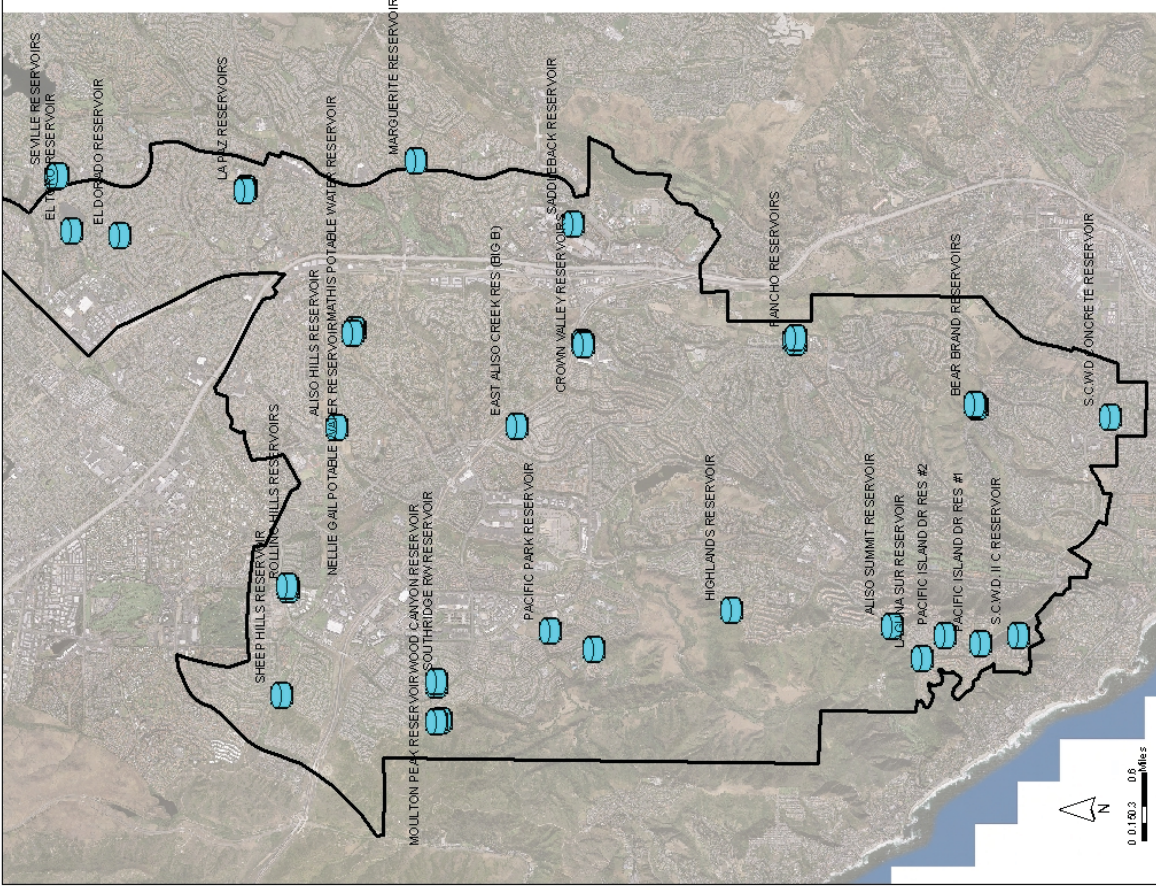 SEVILLE RESERVOIRS
EL TORO RESERVOIR
EL DORADO RESERVOIR
LA PAZ RESERVOIRS
MARGUERITE RESERVOIR
SADDLEBACK RESERVOIR
MATHIS POTABLE WATER RESERVOIR
ALISO HILLS RESERVOIR
NELLIE GAIL POTABLE WATER RESERVOIR
EAST ALISO CREEK RES (BIG B)
CROWN VALLEY RESERVOIRS
RANCHO RESERVOIRS
ROLLING HILLS RESERVOIRS
SHEEP HILLS RESERVOIR
WOOD CANYON RESERVOIR
SOUTHRIDGE RW RESERVOIR
MOULTON PEAK RESERVOIR
PACIFIC PARK RESERVOIR
HIGHLANDS RESERVOIR
BEAR BRAND RESERVOIRS
S.C.W.D. CONCRETE RESERVOIR
ALISO SUMMIT RESERVOIR
LAGUNA SUR RESERVOIR
PACIFIC ISLAND DR RES #2
PACIFIC ISLAND DR RES #1
S.C.W.D. II C RESERVOIR
N
0 0.15 0.3 0.6
Miles